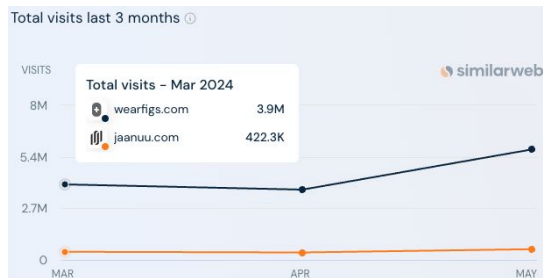 Total visits last 3 months
VISITS
similarweb
Total visits - Mar 2024
wearfigs.com 3.9M
jaanuu.com 422.3K
8M
5.4M
2.7M
0
MAR APR MAY